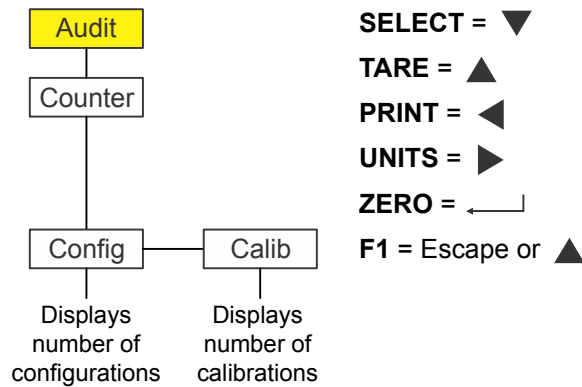 Audit
Counter
Config
Calib
Displays
number of
configurations
Displays
number of
calibrations
SELECT = ▼
TARE = ▲
PRINT = ◀
UNITS = ▶
ZERO = ↵
F1 = Escape or ▲